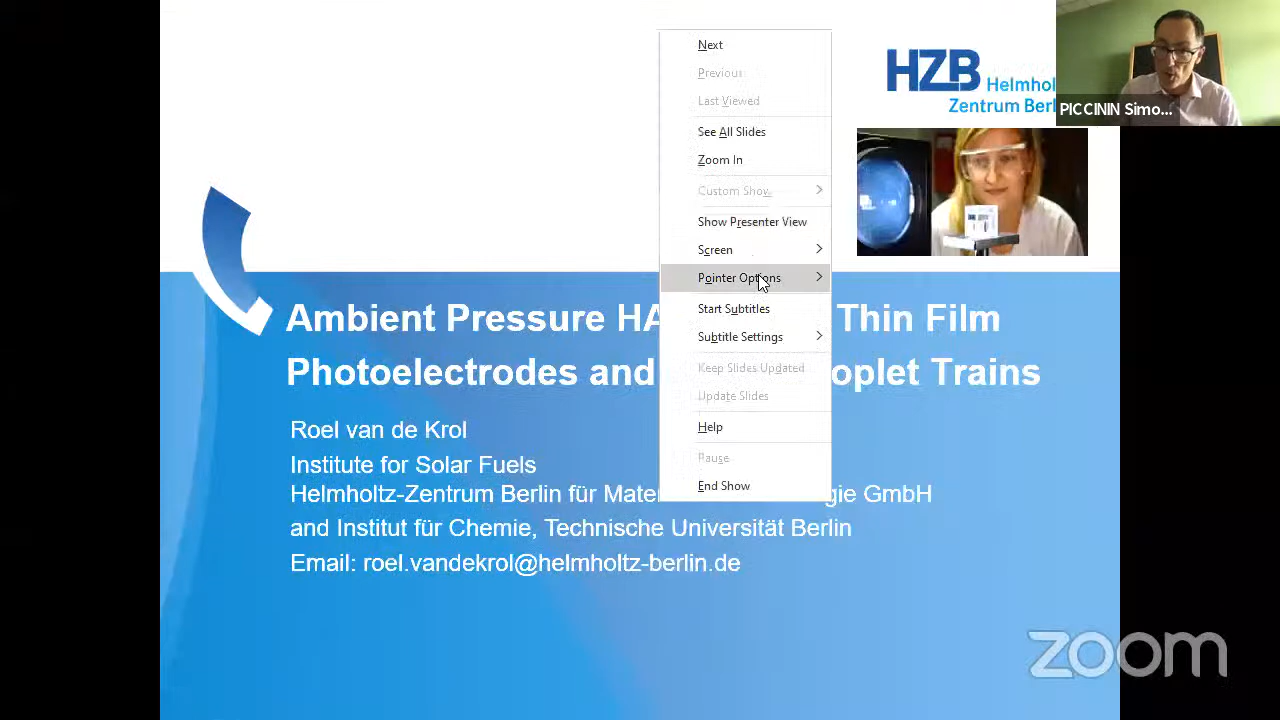 Next
Previous
Last Viewed
See All Slides
Zoom In
Custom Show
Show Presenter View
Screen
Pointer Options
Start Subtitles
Subtitle Settings
Keep Slides Updated
Update Slides
Help
Pause
End Show
HZB Helmhol
Zentrum Berl
PICCININ Simo...
Ambient Pressure HA Thin Film
Photoelectrodes and oplet Trains
Roel van de Krol
Institute for Solar Fuels
Helmholtz-Zentrum Berlin für Mater gie GmbH
and Institut für Chemie, Technische Universität Berlin
Email: roel.vandekrol@helmholtz-berlin.de
zoom